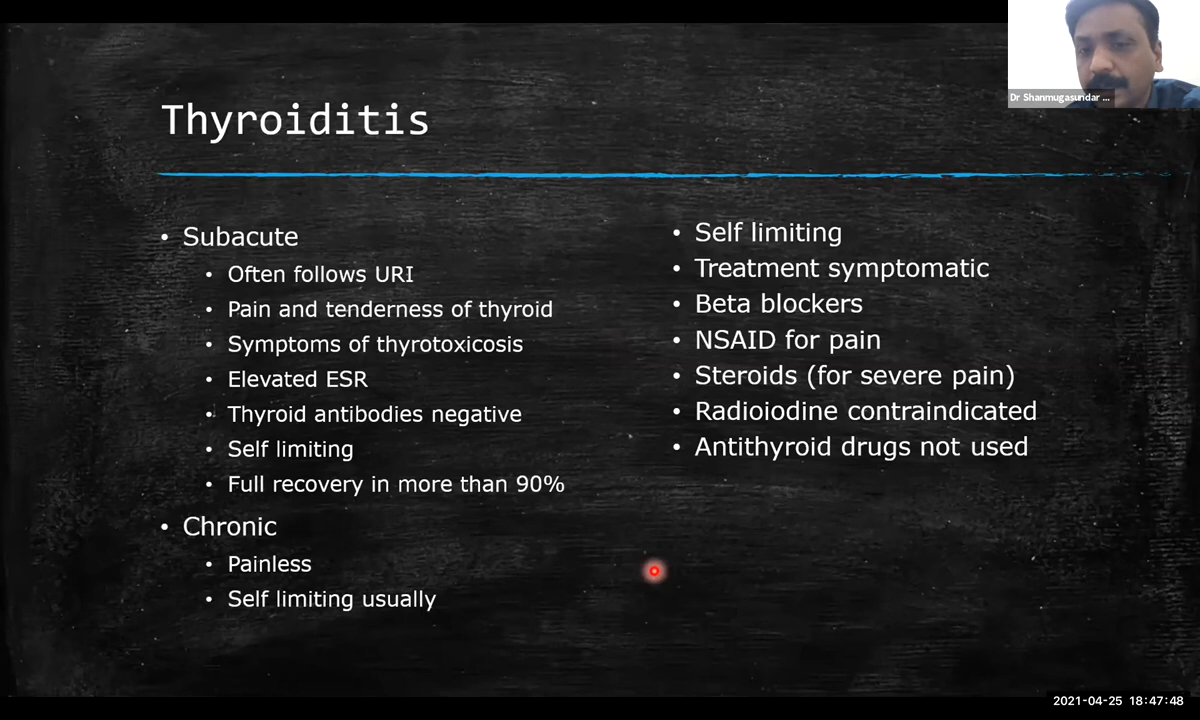 Dr Shanmugasundar ...
Thyroiditis
• Subacute
• Often follows URI
• Pain and tenderness of thyroid
• Symptoms of thyrotoxicosis
• Elevated ESR
• Thyroid antibodies negative
• Self limiting
• Full recovery in more than 90%
• Chronic
• Painless
• Self limiting usually
• Self limiting
• Treatment symptomatic
• Beta blockers
• NSAID for pain
• Steroids (for severe pain)
• Radioiodine contraindicated
• Antithyroid drugs not used
2021-04-25 18:47:48